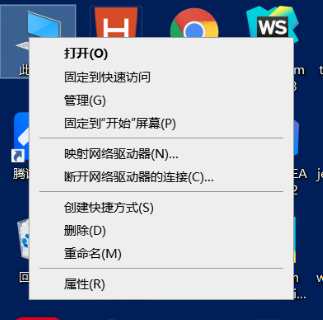 WS
此
打开(O)
固定到快速访问
管理(G)
固定到“开始”屏幕(P)
映射网络驱动器(N)...
断开网络驱动器的连接(C)...
创建快捷方式(S)
删除(D)
重命名(M)
属性(R)